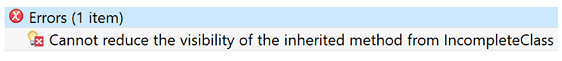 Errors (1 item)
Cannot reduce the visibility of the inherited method from IncompleteClass